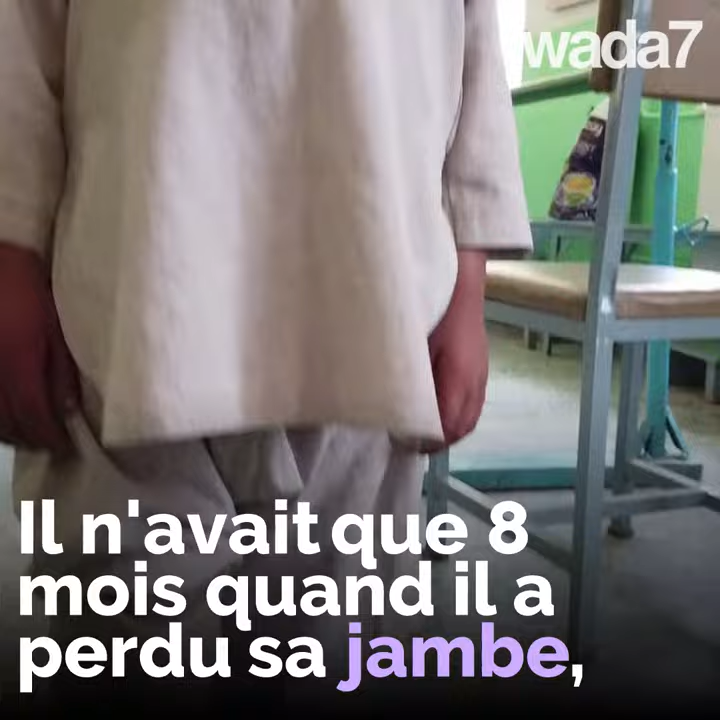 wada7
Il n'avait que 8
mois quand il a
perdu sa jambe,